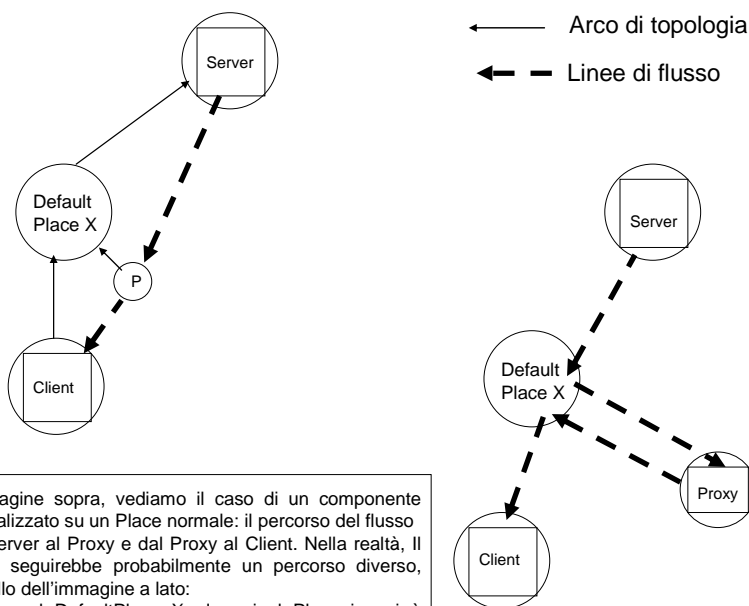 Arco di topologia
Linee di flusso
Server
Default
Place X
P
Client
Server
Default
Place X
Proxy
Client
agine sopra, vediamo il caso di un componente
alizzato su un Place normale: il percorso del flusso
erver al Proxy e dal Proxy al Client. Nella realtà, Il
seguirebbe probabilmente un percorso diverso,
llo dell'immagine a lato: